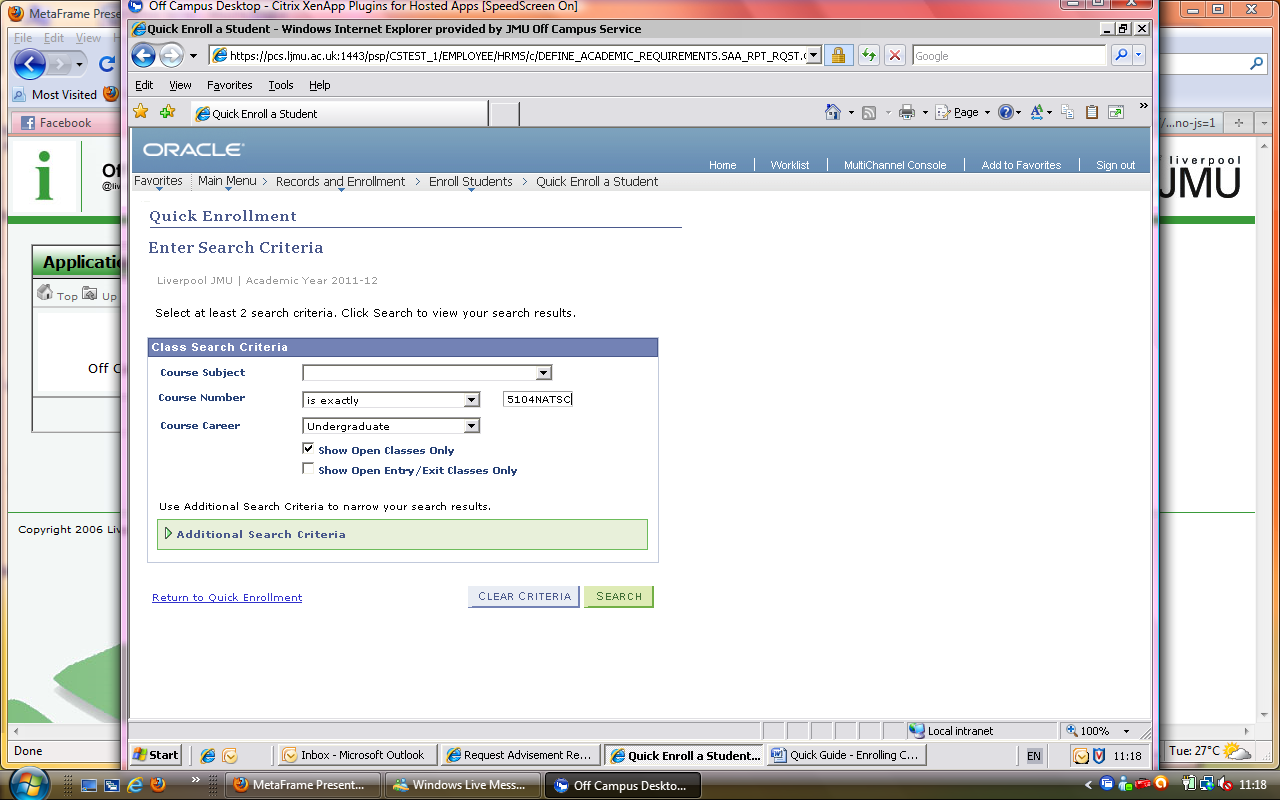 MetaFrame Prese
Off Campus Desktop - Citrix XenApp Plugins for Hosted Apps [SpeedScreen On]
Quick Enroll a Student - Windows Internet Explorer provided by JMU Off Campus Service
File Edit View
https://pcs.ljmu.ac.uk:1443/psp/CSTEST_1/EMPLOYEE/HRMS/c/DEFINE_ACADEMIC_REQUIREMENTS.SAA_RPT_RQST.
Google
Edit View Favorites Tools Help
Most Visited
Quick Enroll a Student
Page
Facebook
/...no-js=1
ORACLE
Home Worklist MultiChannel Console Add to Favorites Sign out
Favorites Main Menu > Records and Enrollment > Enroll Students > Quick Enroll a Student
Of
@liv
liverpool
JMU
Quick Enrollment
Enter Search Criteria
Applicati
Liverpool JMU | Academic Year 2011-12
Top Up
Select at least 2 search criteria. Click Search to view your search results.
Class Search Criteria
Course Subject
Off C
Course Number is exactly 5104NATSC
Course Career Undergraduate
Show Open Classes Only
Show Open Entry/Exit Classes Only
Use Additional Search Criteria to narrow your search results.
Copyright 2006 Liv
Additional Search Criteria
Return to Quick Enrollment CLEAR CRITERIA SEARCH
Local intranet 100%
Done
Tue: 27°C
Start Inbox - Microsoft Outlook Request Advisement Re... Quick Enroll a Student... Quick Guide - Enrolling C... EN 11:18
MetaFrame Present... Windows Live Mess... Off Campus Deskto... 11:18